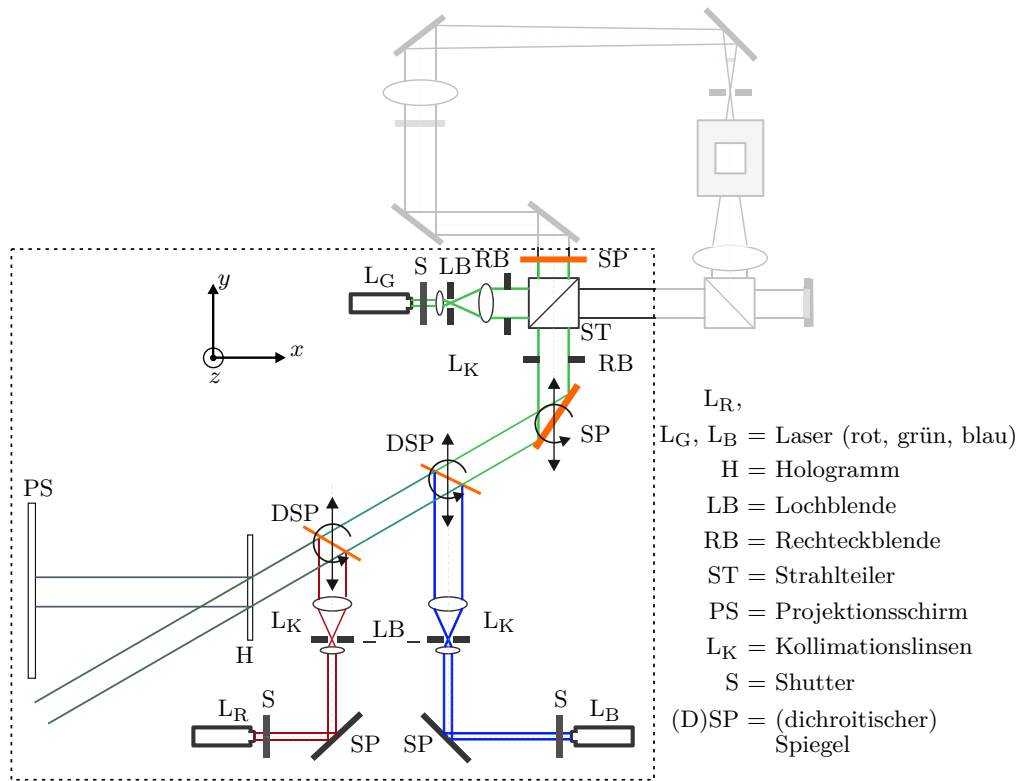 RB
SP
S
LB
L_G
ST
y
x
z
L_K
RB
SP
DSP
DSP
PS
H
L_K
LB
L_K
L_R
S
SP
SP
S
L_B
L_R,
L_G, L_B = Laser (rot, grün, blau)
H = Hologramm
LB = Lochblende
RB = Rechteckblende
ST = Strahlteiler
PS = Projektionsschirm
L_K = Kollimationslinsen
S = Shutter
(D)SP = (dichroitischer)
Spiegel